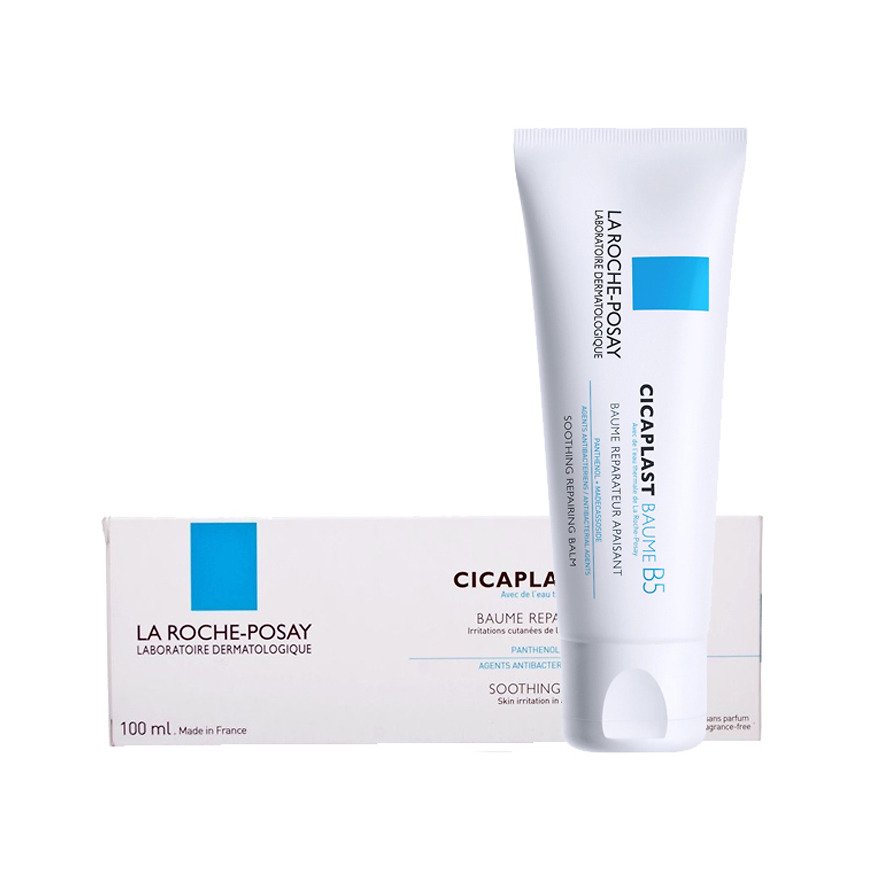 LA ROCHE-POSAY
LABORATOIRE DERMATOLOGIQUE
CICAPLAST BAUME B5
Avec de l'eau thermale de La Roche-Posay
BAUME REPARATEUR APAISANT
PANTHENOL + MADECASSOSIDE
AGENTS ANTIBACTERIENS / ANTIBACTERIAL AGENTS
SOOTHING REPAIRING BALM
LA ROCHE-POSAY
LABORATOIRE DERMATOLOGIQUE
100 ml. Made in France
CICAPLA
Avec de l'eau t
BAUME REPA
Irritations cutanées de l
PANTHENOL
AGENTS ANTIBACTER
SOOTHING
Skin irritation in
sans parfum
agrance-free